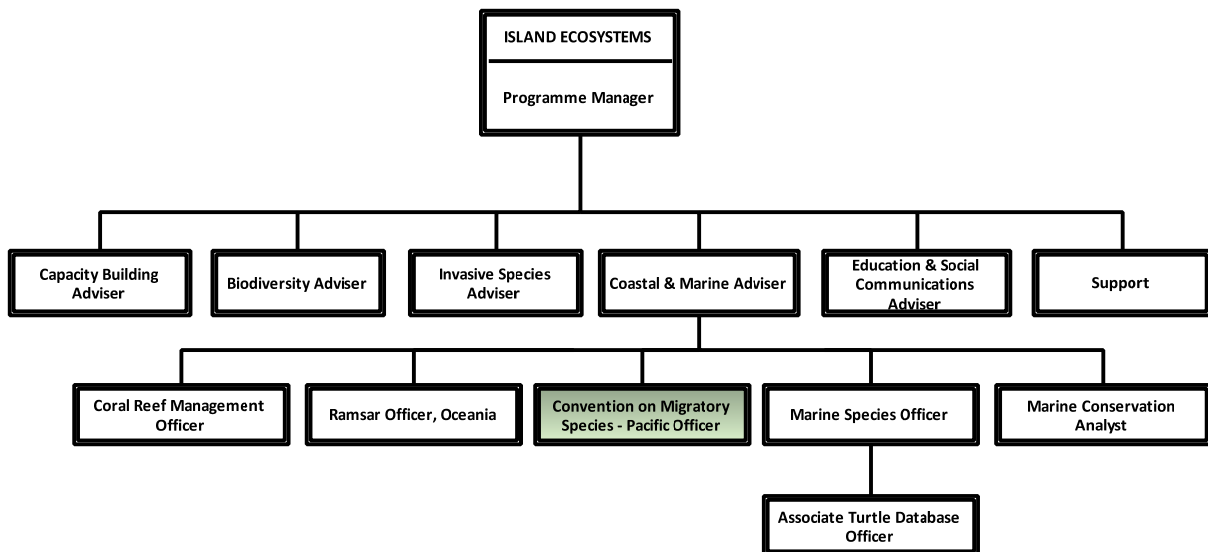 ISLAND ECOSYSTEMS
Programme Manager
Capacity Building
Adviser
Biodiversity Adviser
Invasive Species
Adviser
Coastal & Marine Adviser
Education & Social
Communications
Adviser
Support
Coral Reef Management
Officer
Ramsar Officer, Oceania
Convention on Migratory
Species - Pacific Officer
Marine Species Officer
Marine Conservation
Analyst
Associate Turtle Database
Officer